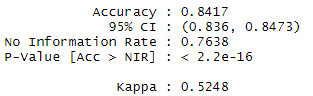 Accuracy : 0.8417
95% CI : (0.836, 0.8473)
No Information Rate : 0.7638
P-Value [Acc > NIR] : < 2.2e-16
Kappa : 0.5248